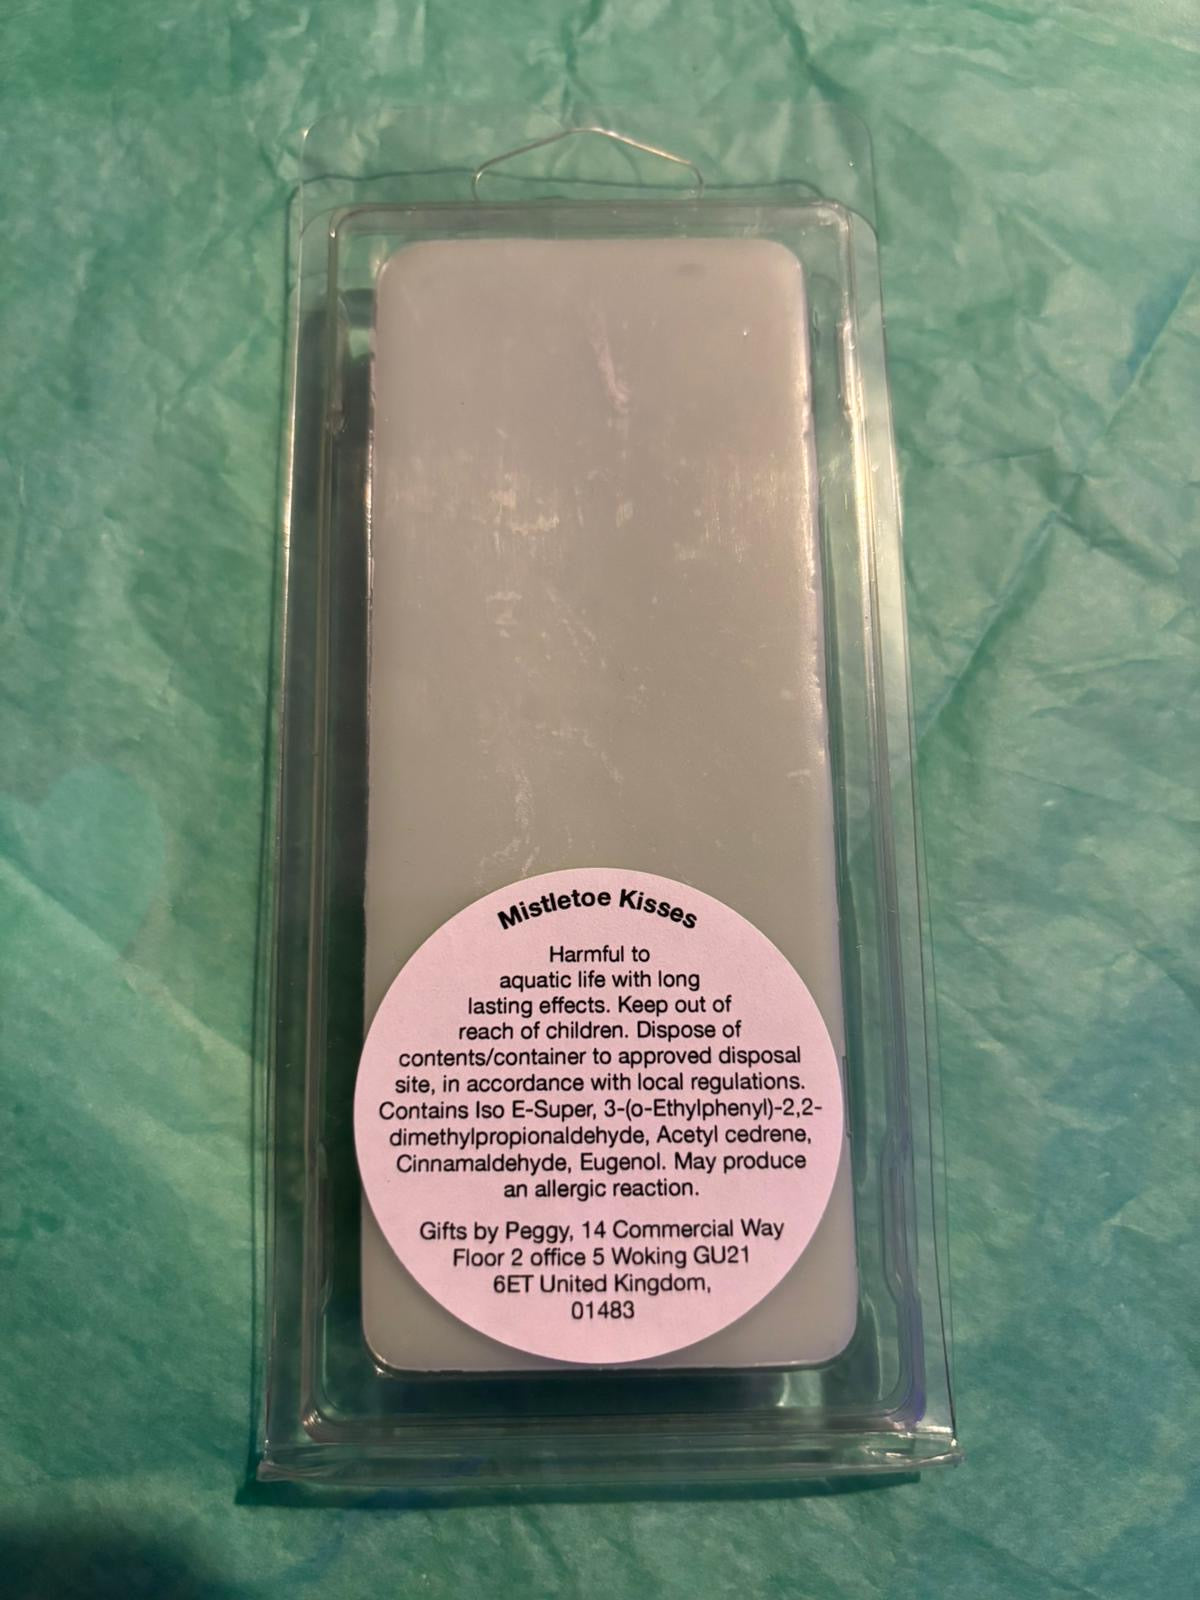 Mistletoe Kisses
Harmful to
aquatic life with long
lasting effects. Keep out of
reach of children. Dispose of
contents/container to approved disposal
site, in accordance with local regulations.
Contains Iso E-Super, 3-(o-Ethylphenyl)-2,2-
dimethylpropionaldehyde, Acetyl cedrene,
Cinnamaldehyde, Eugenol. May produce
an allergic reaction.
Gifts by Peggy, 14 Commercial Way
Floor 2 office 5 Woking GU21
6ET United Kingdom,
01483